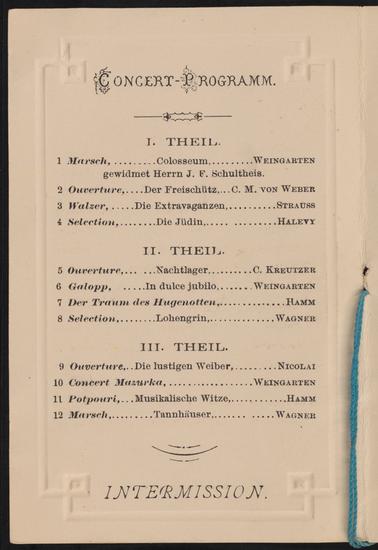 CONCERT-PROGRAMM.
I. THEIL.
1 Marsch,.........Colosseum,.........WEINGARTEN
gewidmet Herrn J. F. Schultheis.
2 Ouverture,....Der Freischütz,...C. M. VON WEBER
3 Walzer, .....Die Extravaganzen,..........STRAUSS
4 Selection,........Die Jüdin,..... ..........HALEVY
II. THEIL.
5 Ouverture,... ...Nachtlager,.........C. KREUTZER
6 Galopp, ......In dulce jubilo,.......WEINGARTEN
7 Der Traum des Hugenotten,..............HAMM
8 Selection,........Lohengrin,..............WAGNER
III. THEIL.
9 Ouverture,..Die lustigen Weiber,.........NICOLAI
10 Concert Mazurka, ..................WEINGARTEN
11 Potpouri,...Musikalische Witze,............HAMM
12 Marsch,.........Tannhäuser,....... ......WAGNER
INTERMISSION.